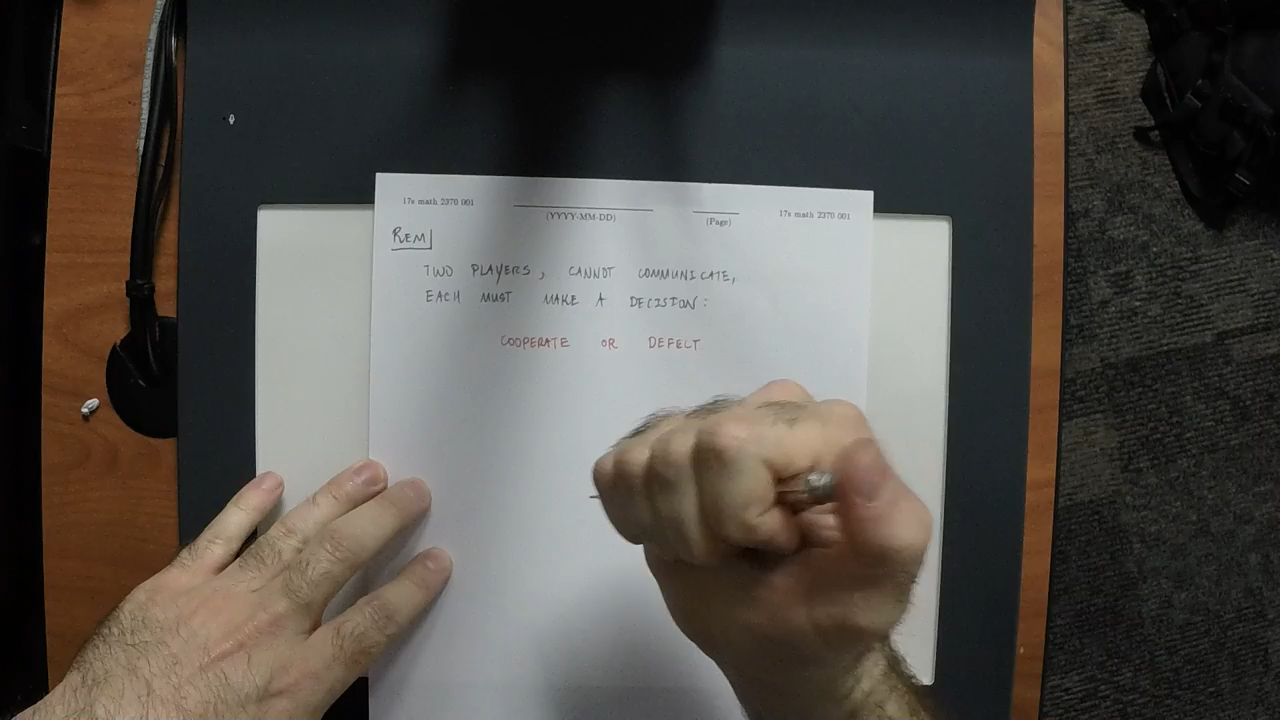 17s math 2370 001 (YYYY-MM-DD) (Page) 17s math 2370 001
REM
TWO PLAYERS, CANNOT COMMUNICATE,
EACH MUST MAKE A DECISION:
COOPERATE OR DEFECT